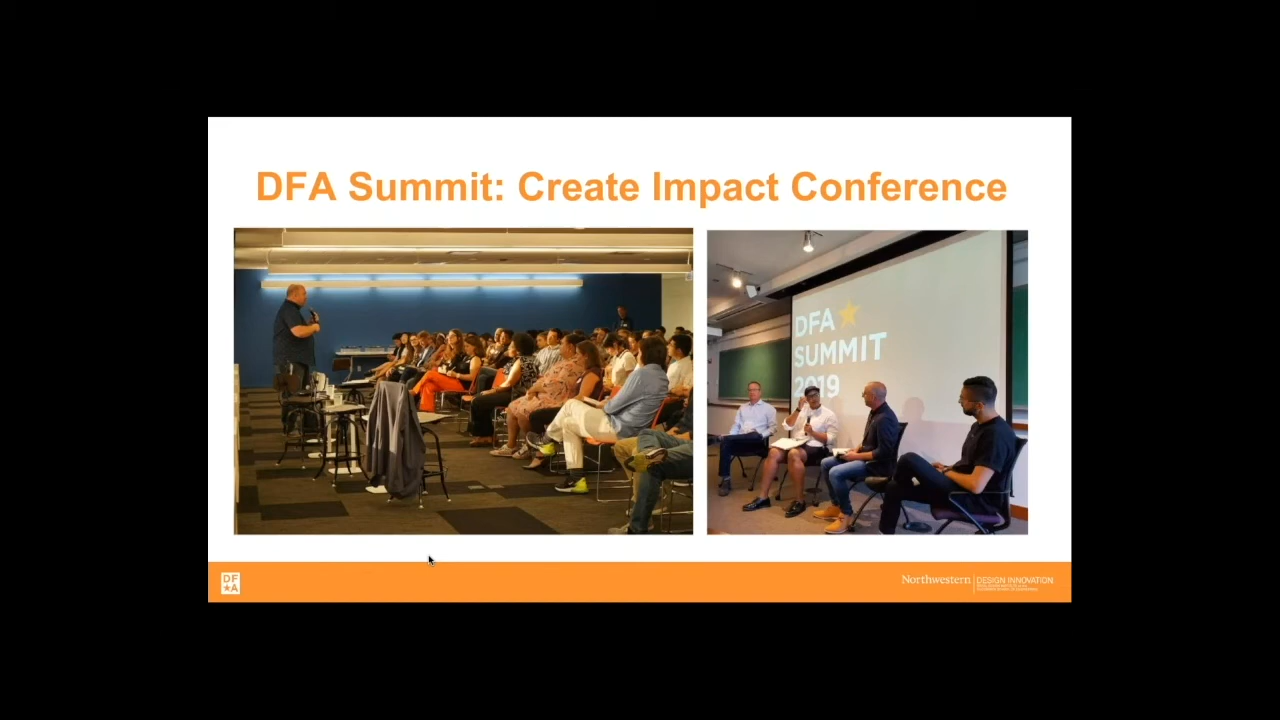 DFA Summit: Create Impact Conference
DFA
SUMMIT
2019
DF
A
Northwestern
DESIGN INNOVATION